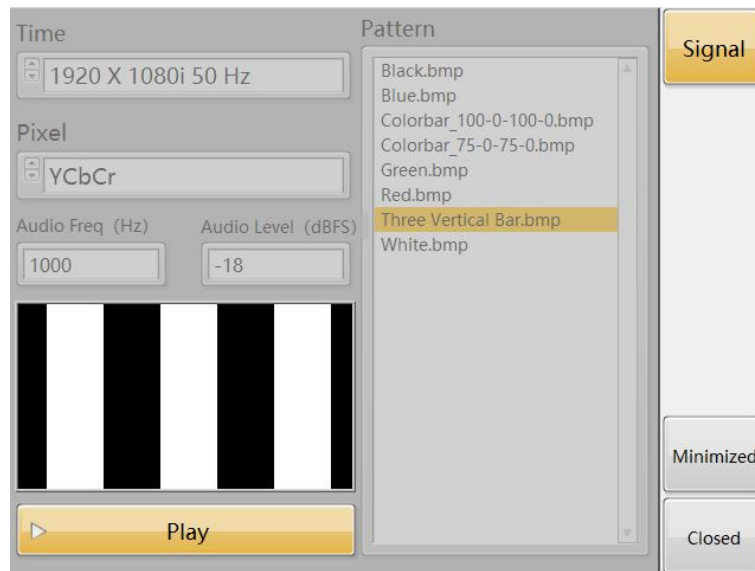 Time
1920 X 1080i 50 Hz
Pixel
YCbCr
Audio Freq (Hz)
Audio Level (dBFS)
1000
-18
Play
Pattern
Black.bmp
Blue.bmp
Colorbar_100-0-100-0.bmp
Colorbar_75-0-75-0.bmp
Green.bmp
Red.bmp
Three Vertical Bar.bmp
White.bmp
Signal
Minimized
Closed